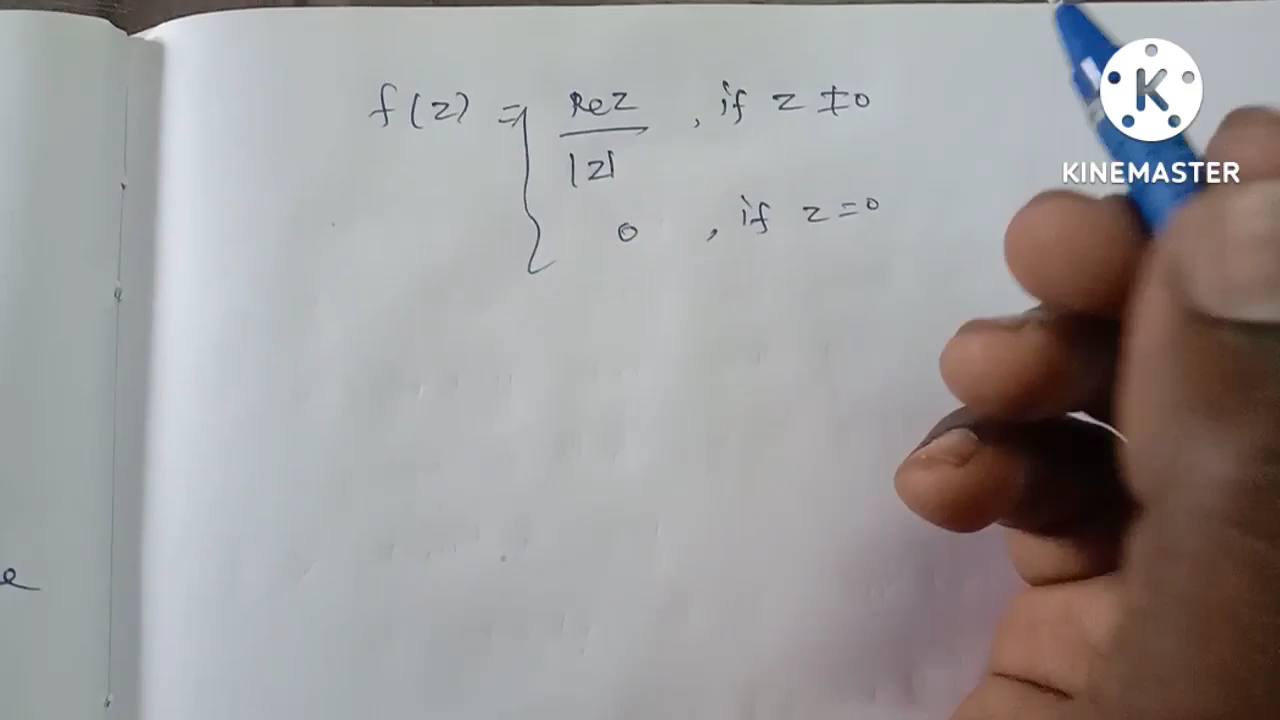 f(z) = { Re z / |z| , if z ≠ 0
0 , if z = 0
K
KINEMASTER
e